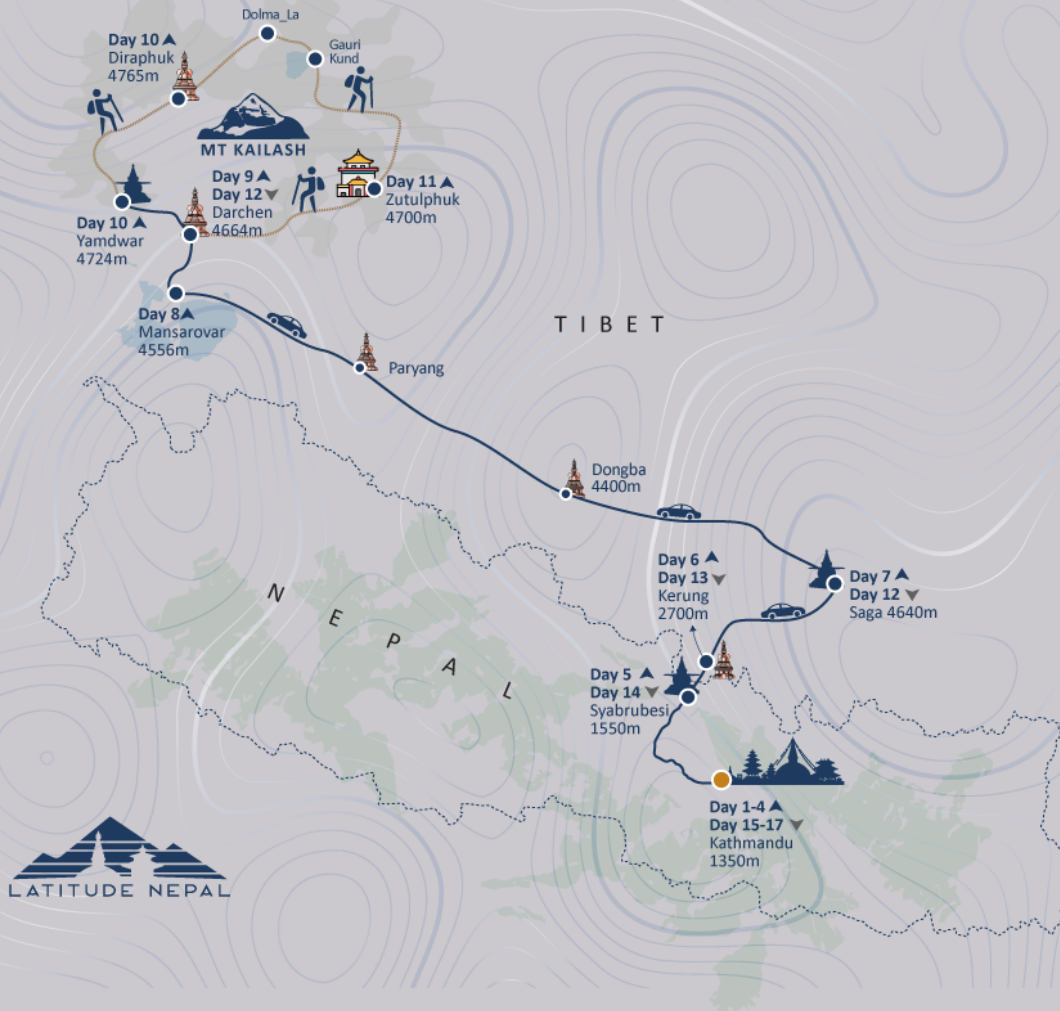 Dolma_La
Gauri
Kund
Day 10
Diraphuk
4765m
MT KAILASH
Day 9
Day 12
Darchen
4664m
Day 11
Zutulphuk
4700m
Day 10
Yamdwar
4724m
Day 8
Mansarovar
4556m
TIBET
Paryang
Dongba
4400m
Day 6
Day 13
Kerung
2700m
Day 7
Day 12
Saga 4640m
NEPAL
Day 5
Day 14
Syabrubesi
1550m
Day 1-4
Day 15-17
Kathmandu
1350m
LATITUDE NEPAL